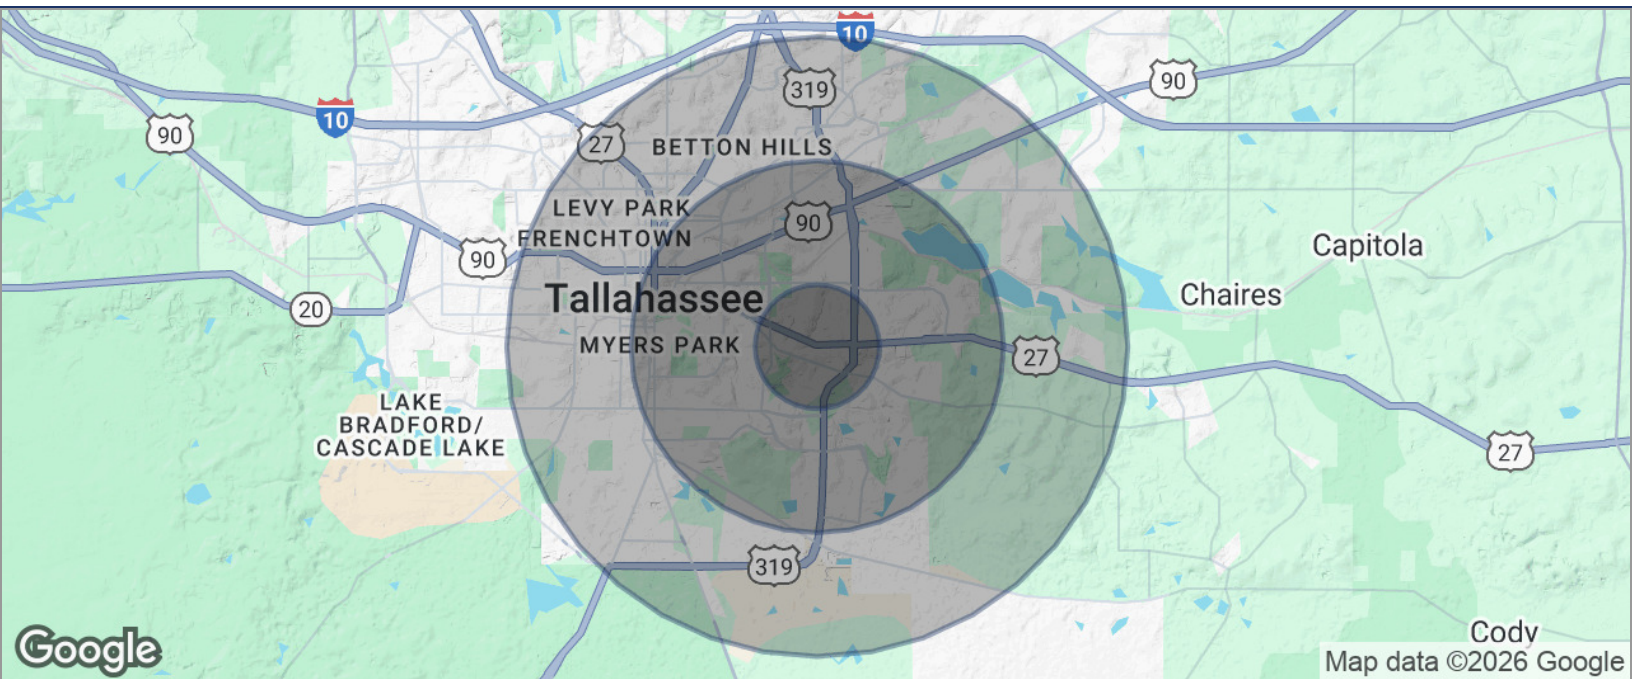 10
319
90
10
90
27
BETTON HILLS
LEVY PARK
90
FRENCHTOWN
90
Capitola
Tallahassee
Chaires
20
MYERS PARK
27
LAKE
BRADFORD/
CASCADE LAKE
27
319
Cody
Google
Map data ©2026 Google